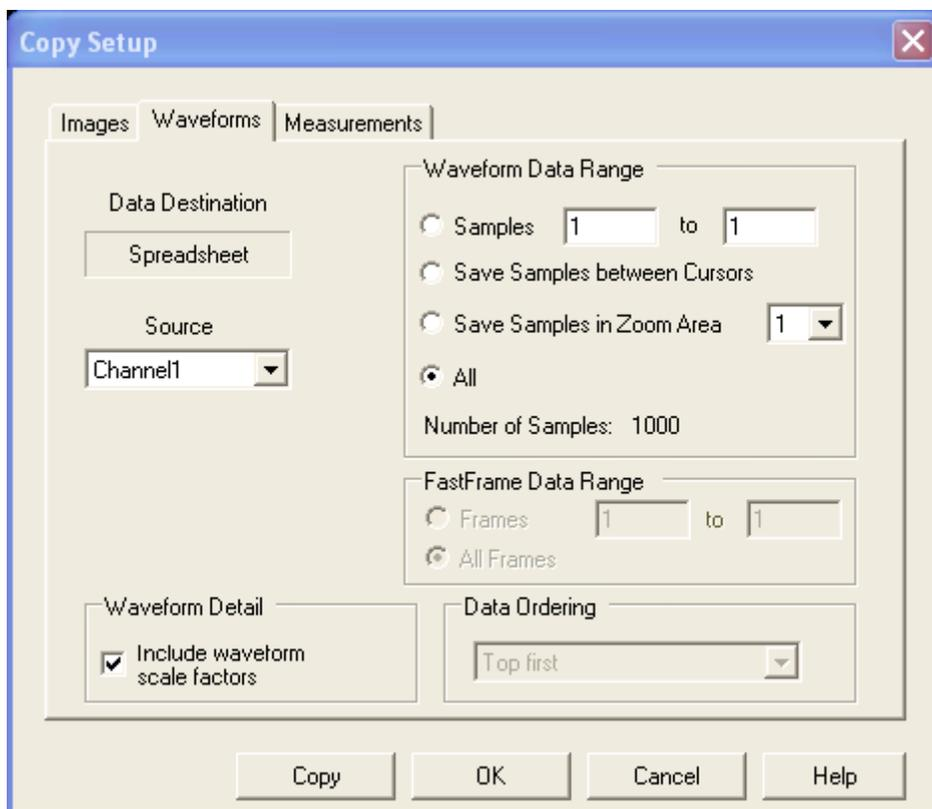 Copy Setup
Images Waveforms Measurements
Data Destination
Spreadsheet
Source
Channel1
Waveform Data Range
Samples 1 to 1
Save Samples between Cursors
Save Samples in Zoom Area 1
All
Number of Samples: 1000
FastFrame Data Range
Frames 1 to 1
All Frames
Waveform Detail
Include waveform
scale factors
Data Ordering
Top first
Copy OK Cancel Help